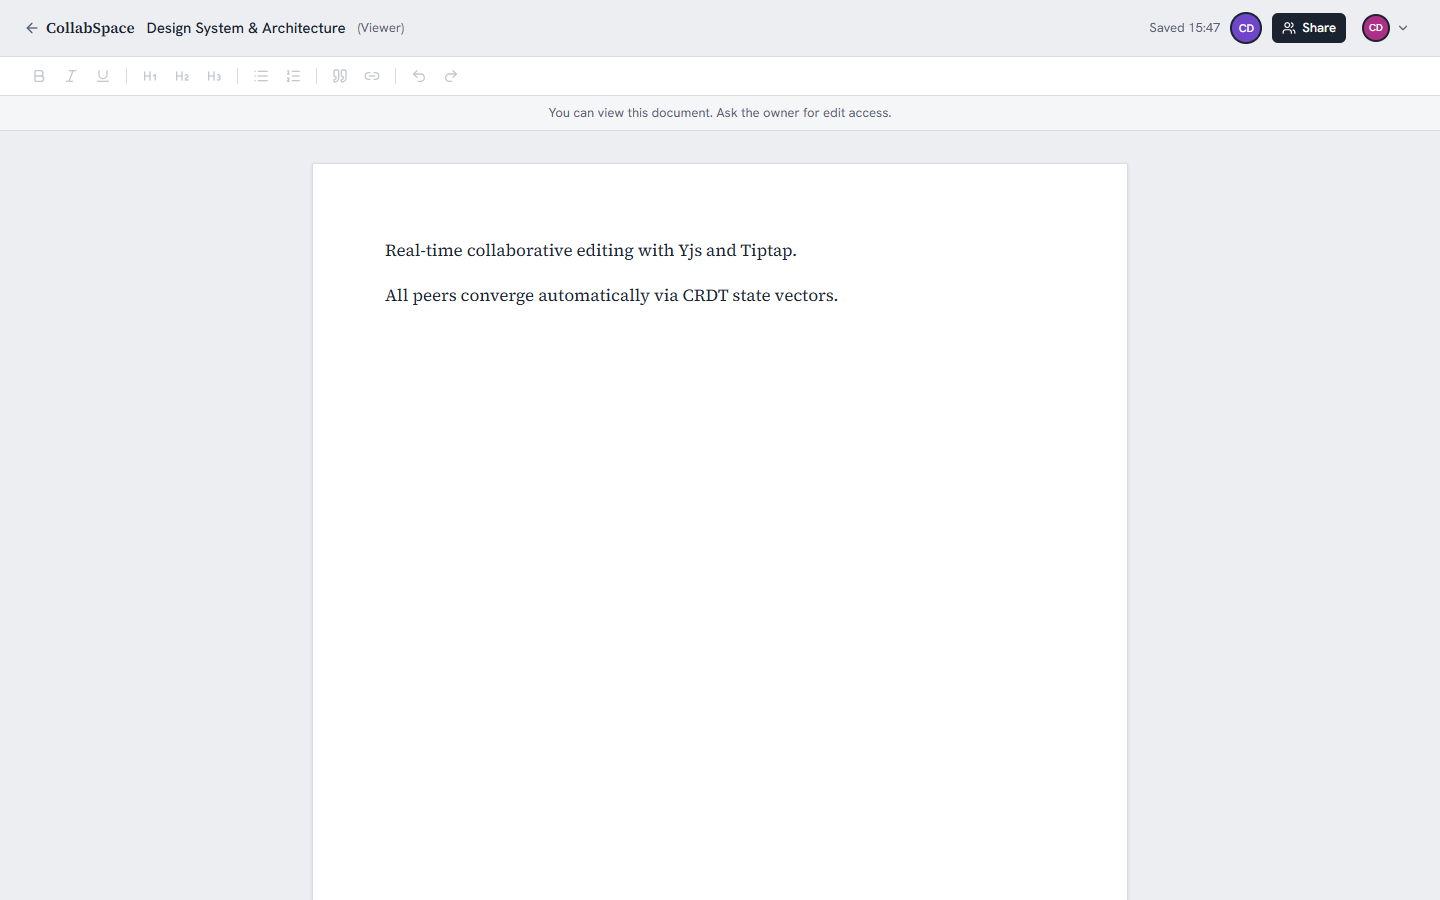 CollabSpace Design System & Architecture (Viewer) Saved 15:47 CD Share CD
B I U H1 H2 H3
You can view this document. Ask the owner for edit access.
Real-time collaborative editing with Yjs and Tiptap.
All peers converge automatically via CRDT state vectors.